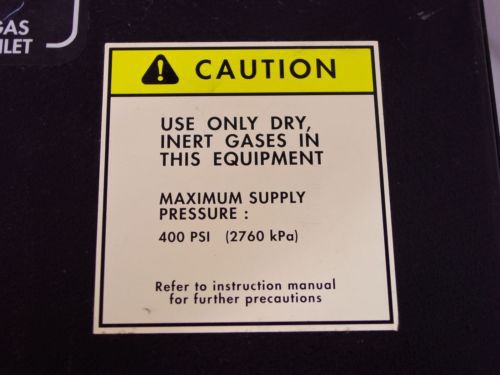 GAS
CAUTION
USE ONLY DRY,
INERT GASES IN
THIS EQUIPMENT
MAXIMUM SUPPLY
PRESSURE :
400 PSI (2760 kPa)
Refer to instruction manual
for further precautions